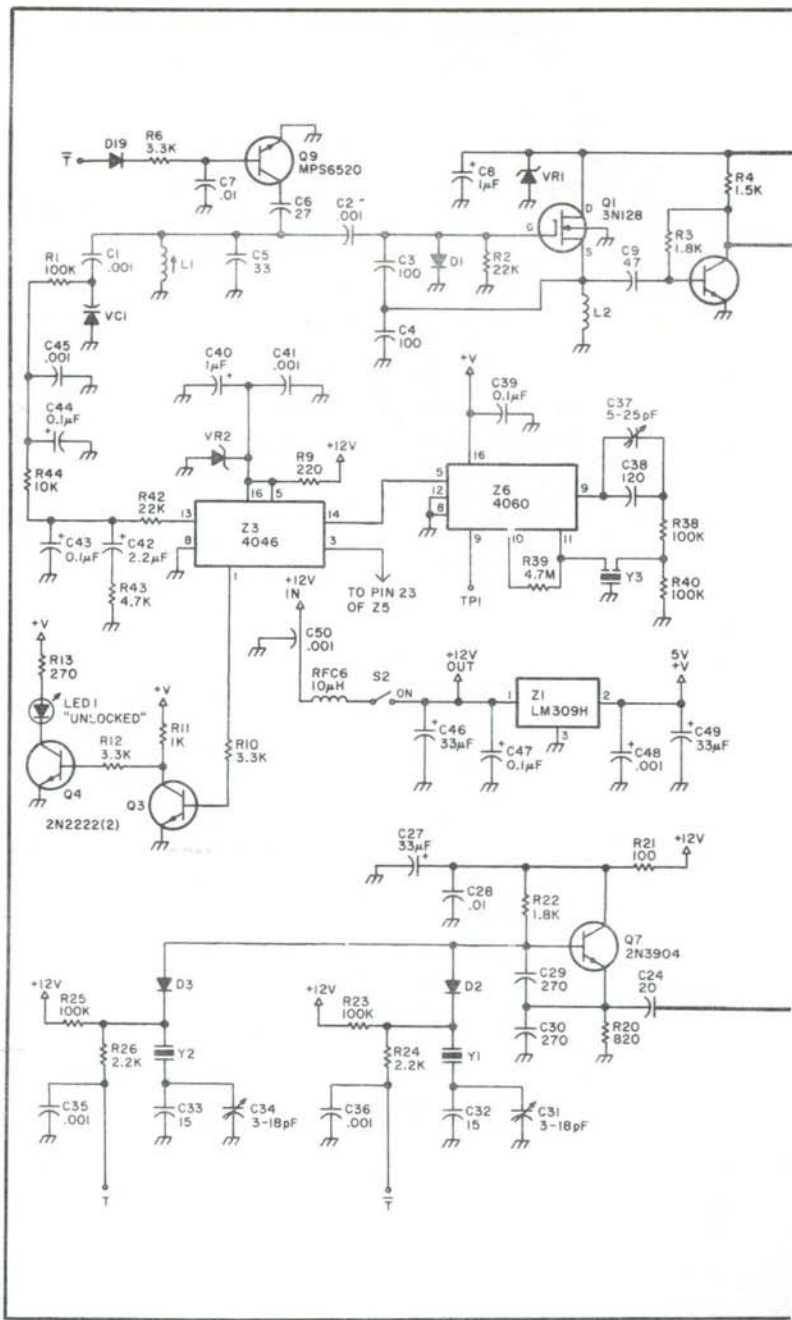 T̅
D19
R6
3.3K
C7
.01
Q9
MPS6520
C6
27
C2
.001
C8
1µF
VR1
Q1
3N128
D
G
S
R4
1.5K
R3
1.8K
R1
100K
C1
.001
L1
C5
33
C3
100
D1
R2
22K
C9
47
L2
VC1
C4
100
C45
.001
C44
0.1µF
C40
1µF
C41
.001
VR2
R9
220
+12V
+V
C39
0.1µF
C37
5-25pF
C38
120
R44
10K
R42
22K
16
5
13
8
14
3
1
Z3
4046
16
5
12
8
9
Z6
4060
9
10
11
R39
4.7M
TP1
Y3
R38
100K
R40
100K
C43
0.1µF
C42
2.2µF
R43
4.7K
TO PIN 23
OF Z5
+12V
IN
C50
.001
RFC6
10µH
S2
ON
+12V
OUT
1
Z1
LM309H
2
3
5V
+V
C46
33µF
C47
0.1µF
C48
.001
C49
33µF
+V
R13
270
LED1
"UNLOCKED"
+V
R11
1K
R12
3.3K
R10
3.3K
Q4
Q3
2N2222(2)
C27
33µF
C28
.01
R22
1.8K
R21
100
+12V
Q7
2N3904
C29
270
C24
20
C30
270
R20
820
D3
D2
+12V
R25
100K
R26
2.2K
Y2
+12V
R23
100K
R24
2.2K
Y1
C35
.001
C33
15
C34
3-18pF
C36
.001
C32
15
C31
3-18pF
T
T̅